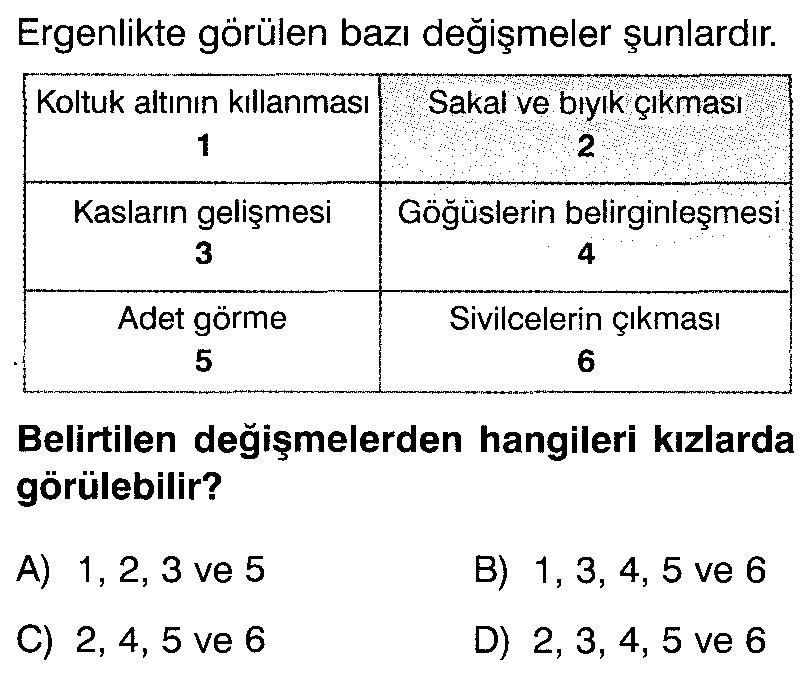 Ergenlikte görülen bazı değişmeler şunlardır.
Koltuk altının kıllanması
1
Sakal ve bıyık çıkması
2
Kasların gelişmesi
3
Göğüslerin belirginleşmesi
4
Adet görme
5
Sivilcelerin çıkması
6
Belirtilen değişmelerden hangileri kızlarda
görülebilir?
A) 1, 2, 3 ve 5
B) 1, 3, 4, 5 ve 6
C) 2, 4, 5 ve 6
D) 2, 3, 4, 5 ve 6